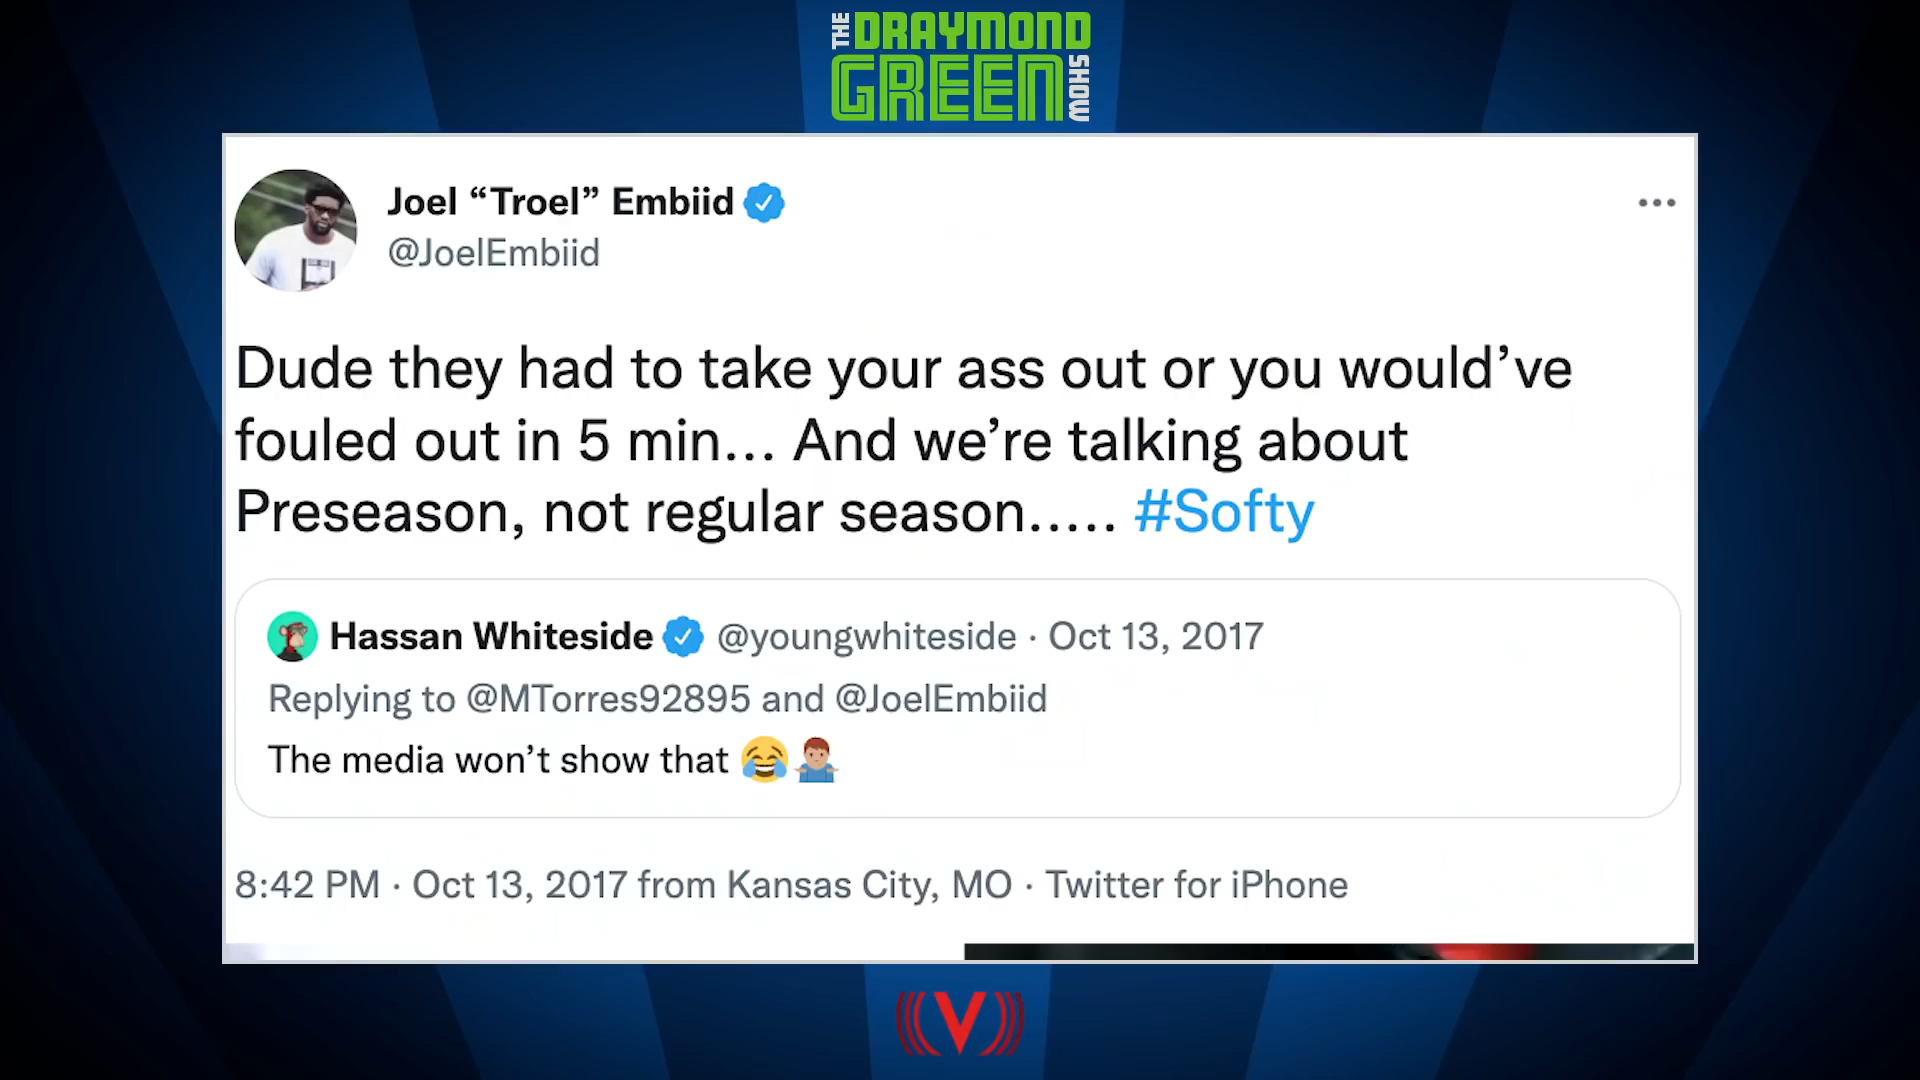 THE DRAYMOND
GREEN SHOW
Joel “Troel” Embiid
@JoelEmbiid
Dude they had to take your ass out or you would’ve
fouled out in 5 min... And we’re talking about
Preseason, not regular season..... #Softy
Hassan Whiteside @youngwhiteside · Oct 13, 2017
Replying to @MTorres92895 and @JoelEmbiid
The media won’t show that 😂🤷🏽‍♂️
8:42 PM · Oct 13, 2017 from Kansas City, MO · Twitter for iPhone
V